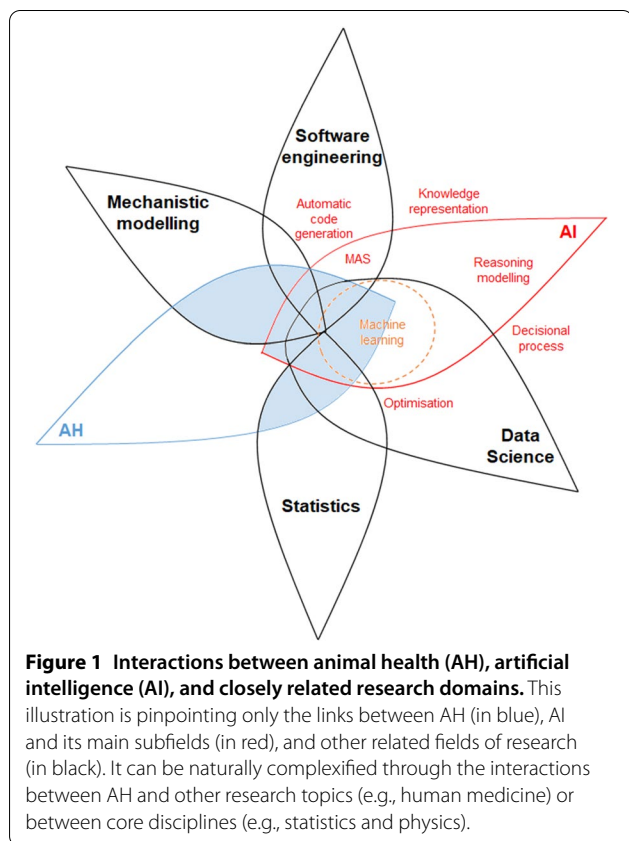 Software
engineering
Mechanistic
modelling
Automatic
code
generation
Knowledge
representation
MAS
AI
Reasoning
modelling
Machine
learning
Decisional
process
Optimisation
AH
Data
Science
Statistics
Figure 1 Interactions between animal health (AH), artificial
intelligence (AI), and closely related research domains. This
illustration is pinpointing only the links between AH (in blue), AI
and its main subfields (in red), and other related fields of research
(in black). It can be naturally complexified through the interactions
between AH and other research topics (e.g., human medicine) or
between core disciplines (e.g., statistics and physics).